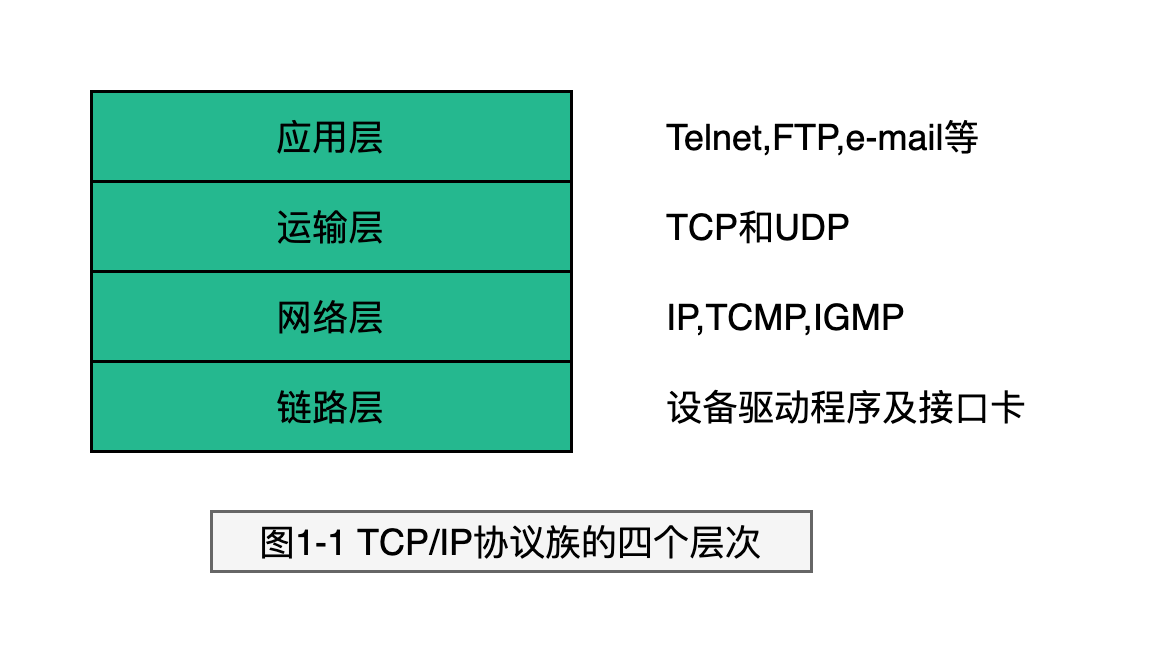 应用层 Telnet,FTP,e-mail等
运输层 TCP和UDP
网络层 IP,TCMP,IGMP
链路层 设备驱动程序及接口卡
图1-1 TCP/IP协议族的四个层次